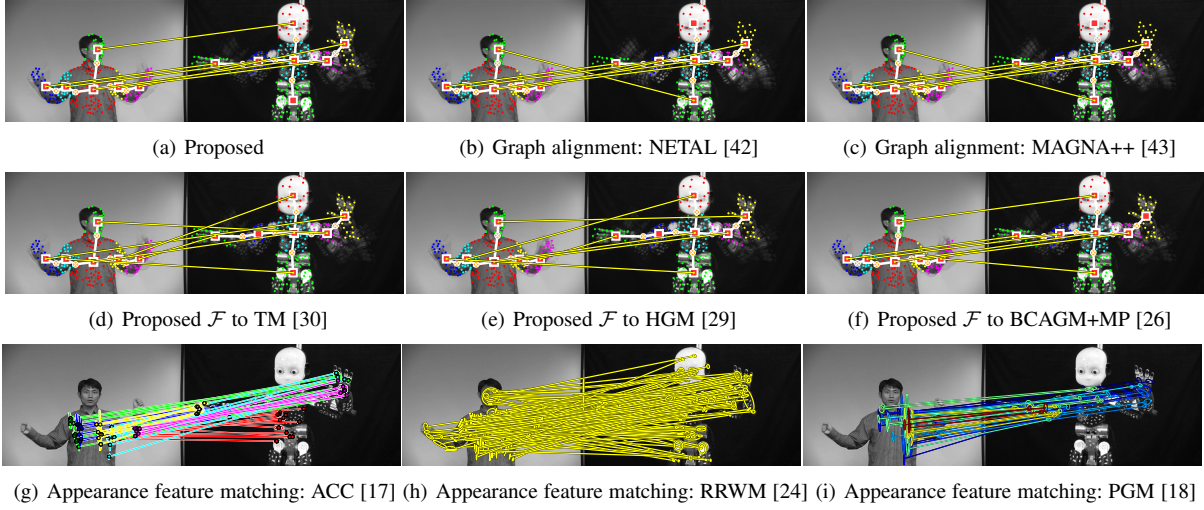 (a) Proposed
(b) Graph alignment: NETAL [42]
(c) Graph alignment: MAGNA++ [43]
(d) Proposed ℱ to TM [30]
(e) Proposed ℱ to HGM [29]
(f) Proposed ℱ to BCAGM+MP [26]
(g) Appearance feature matching: ACC [17]
(h) Appearance feature matching: RRWM [24]
(i) Appearance feature matching: PGM [18]